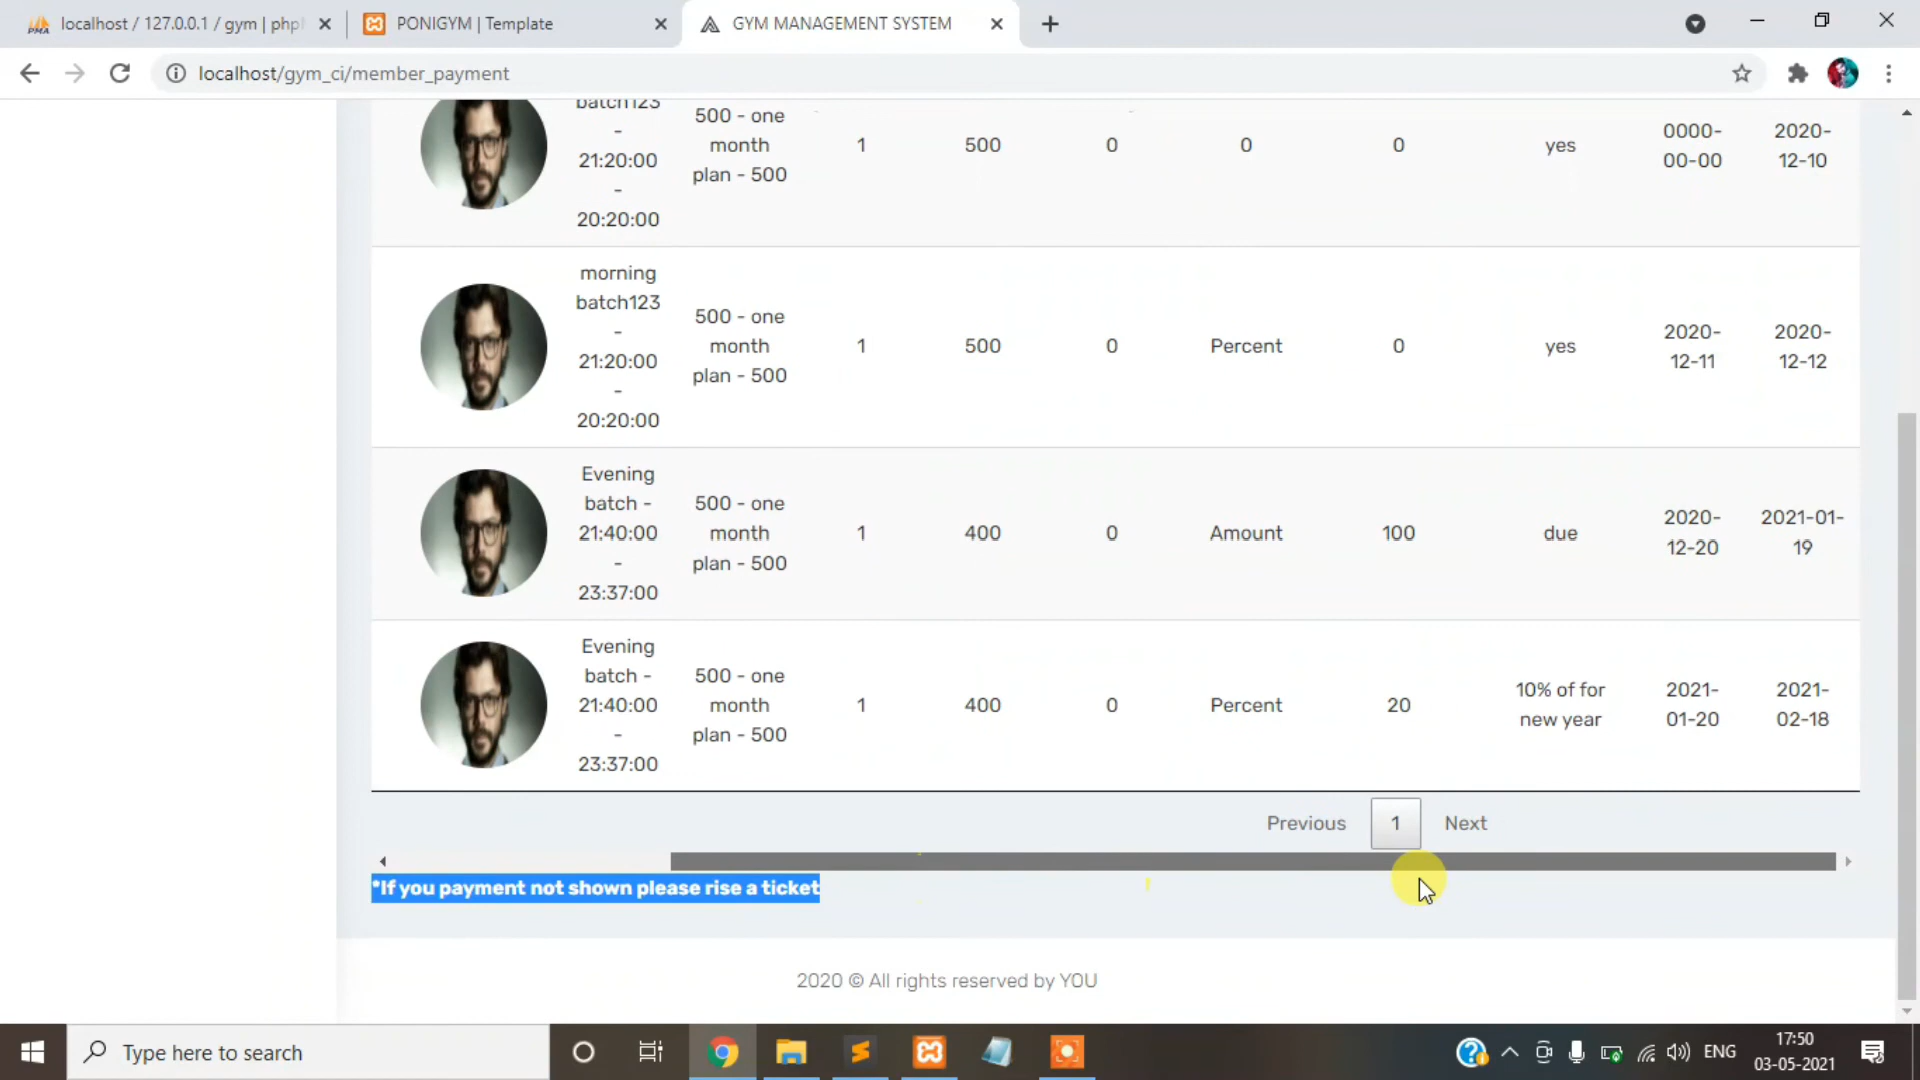 localhost / 127.0.0.1 / gym | php
PONIGYM | Template
GYM MANAGEMENT SYSTEM
localhost/gym_ci/member_payment
batch123
-
21:20:00
-
20:20:00
500 - one
month
plan - 500
1
500
0
0
0
yes
0000-
00-00
2020-
12-10
morning
batch123
-
21:20:00
-
20:20:00
500 - one
month
plan - 500
1
500
0
Percent
0
yes
2020-
12-11
2020-
12-12
Evening
batch -
21:40:00
-
23:37:00
500 - one
month
plan - 500
1
400
0
Amount
100
due
2020-
12-20
2021-01-
19
Evening
batch -
21:40:00
-
23:37:00
500 - one
month
plan - 500
1
400
0
Percent
20
10% of for
new year
2021-
01-20
2021-
02-18
Previous 1 Next
*If you payment not shown please rise a ticket
2020 © All rights reserved by YOU
Type here to search
ENG
17:50
03-05-2021